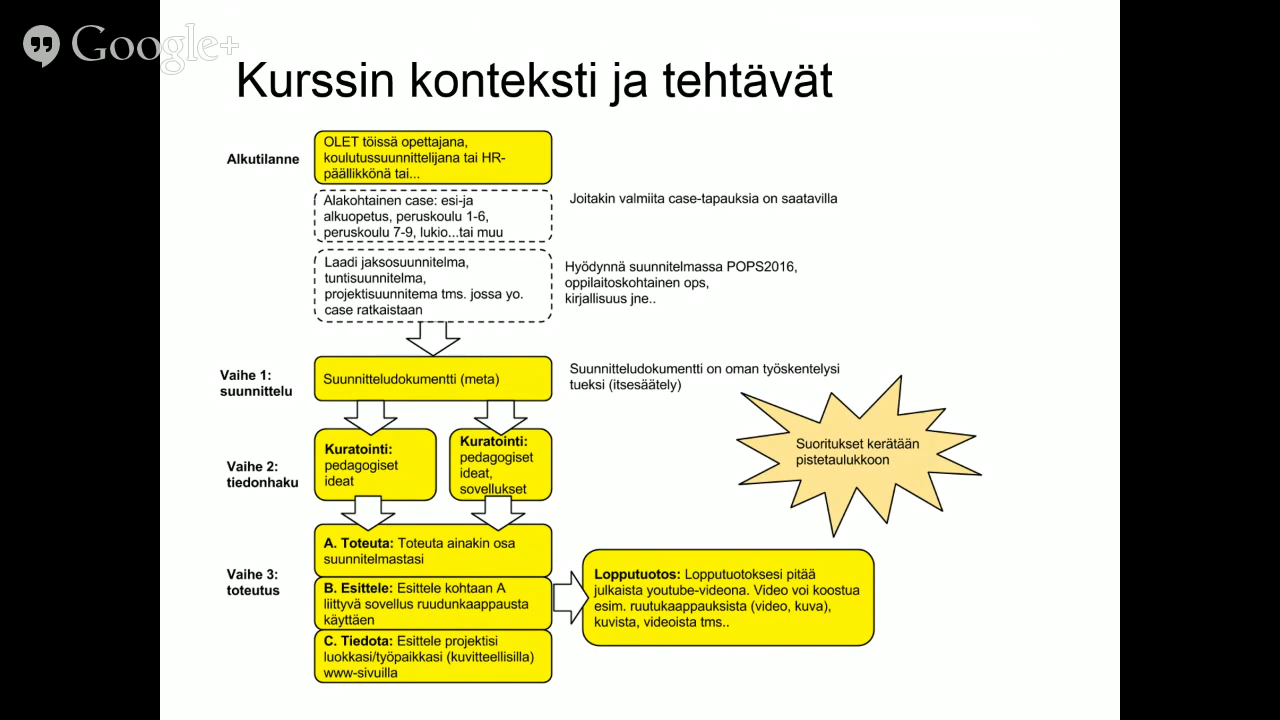 Google+
Kurssin konteksti ja tehtävät
Alkutilanne
OLET töissä opettajana,
koulutussuunnittelijana tai HR-
päällikkönä tai...
Alakohtainen case: esi-ja
alkuopetus, peruskoulu 1-6,
peruskoulu 7-9, lukio...tai muu
Joitakin valmiita case-tapauksia on saatavilla
Laadi jaksosuunnitelma,
tuntisuunnitelma,
projektisuunnitema tms. jossa yo.
case ratkaistaan
Hyödynnä suunnitelmassa POPS2016,
oppilaitoskohtainen ops,
kirjallisuus jne..
Vaihe 1:
suunnittelu
Suunnitteludokumentti (meta)
Suunnitteludokumentti on oman työskentelysi
tueksi (itsesäätely)
Vaihe 2:
tiedonhaku
Kuratointi:
pedagogiset
ideat
Kuratointi:
pedagogiset
ideat,
sovellukset
Suoritukset kerätään
pistetaulukkoon
Vaihe 3:
toteutus
A. Toteuta: Toteuta ainakin osa
suunnitelmastasi
B. Esittele: Esittele kohtaan A
liittyvä sovellus ruudunkaappausta
käyttäen
C. Tiedota: Esittele projektisi
luokkasi/työpaikkasi (kuvitteellisilla)
www-sivuilla
Lopputuotos: Lopputuotoksesi pitää
julkaista youtube-videona. Video voi koostua
esim. ruutukaappauksista (video, kuva),
kuvista, videoista tms..